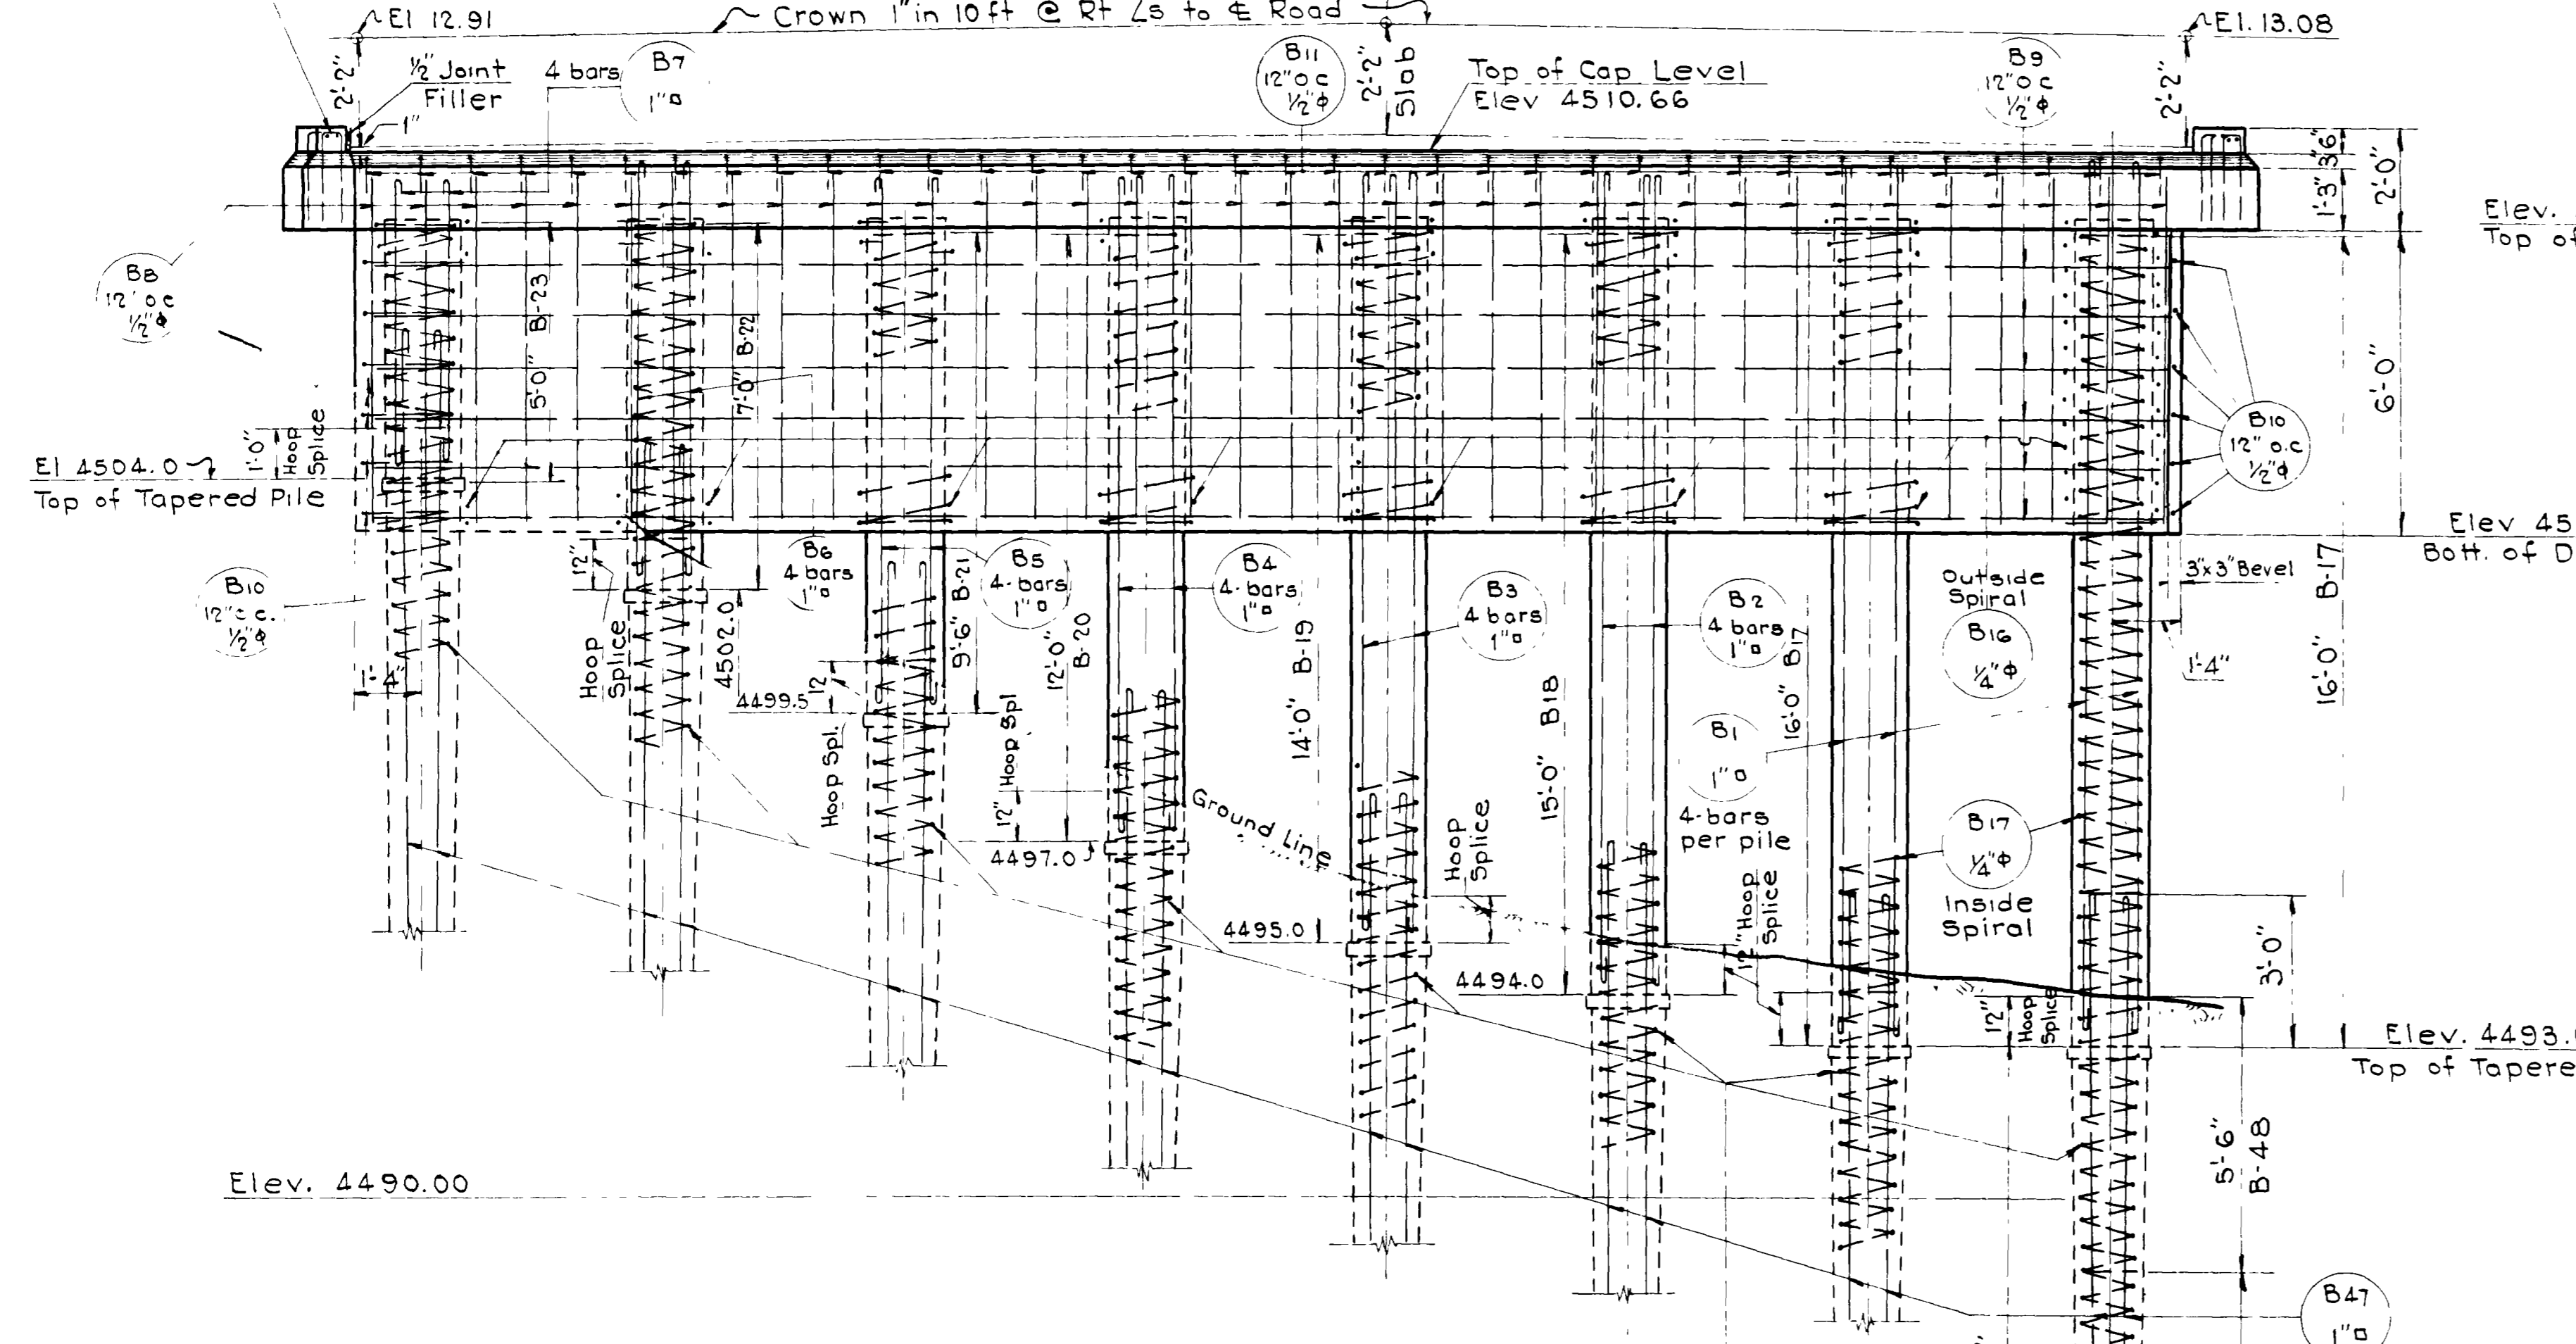 El 12.91
Crown 1" in 10 ft @ Rt ∠s to ℄ Road
El. 13.08
2'-2"
½" Joint
Filler
1"
4 bars
B7
1"□
B11
12" o c
½"ϕ
2'-2"
51ob
Top of Cap Level
Elev 4510.66
B9
12" o c
½"ϕ
2'-2"
3"6"
1'-3"
2'-0"
Elev.
Top of
B8
12" o c
½"ϕ
5'-0" B-23
7'-0" B-22
6'-0"
1'-0"
Hoop
Splice
El 4504.0
Top of Tapered Pile
B10
12" o.c
½"ϕ
Elev 45
Bott. of D
B10
12" c c.
½"ϕ
1'-4"
12"
Hoop
Splice
4502.0
B6
4 bars
1"□
B5
4-bars
1"□
9'-6" B-21
4499.5
12
Hoop Spl.
12'-0"
B-20
12" Hoop Spl
4497.0
B4
4-bars
1"□
Ground Line
14'-0" B-19
4495.0
B3
4 bars
1"□
Hoop
Splice
15'-0" B18
4494.0
B2
4 bars
1"□
16'-0" B17
B1
1"□
4-bars
per pile
12" Hoop
Splice
Outside
Spiral
B16
¼"ϕ
B17
¼"ϕ
Inside
Spiral
3"x3" Bevel
1'-4"
16'-0" B-17
3'-0"
12"
Hoop
Splice
Elev. 4493.
Top of Tapere
5'-6"
B-48
Elev. 4490.00
B47
1"□